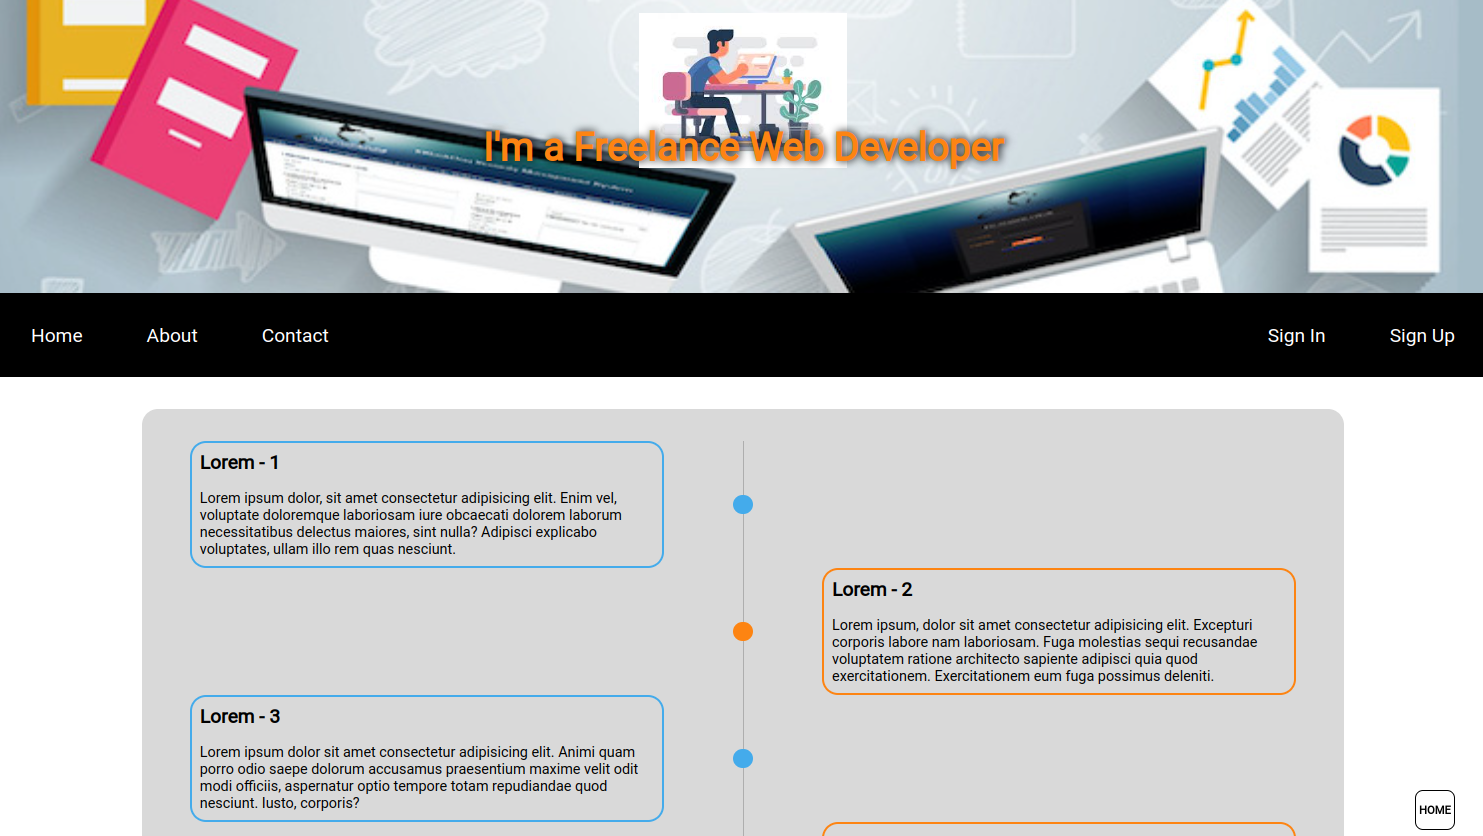 I'm a Freelance Web Developer
Home About Contact Sign In Sign Up
Lorem - 1
Lorem ipsum dolor, sit amet consectetur adipisicing elit. Enim vel,
voluptate doloremque laboriosam iure obcaecati dolorem laborum
necessitatibus delectus maiores, sint nulla? Adipisci explicabo
voluptates, ullam illo rem quas nesciunt.
Lorem - 2
Lorem ipsum, dolor sit amet consectetur adipisicing elit. Excepturi
corporis labore nam laboriosam. Fuga molestias sequi recusandae
voluptatem ratione architecto sapiente adipisci quia quod
exercitationem. Exercitationem eum fuga possimus deleniti.
Lorem - 3
Lorem ipsum dolor sit amet consectetur adipisicing elit. Animi quam
porro odio saepe dolorum accusamus praesentium maxime velit odit
modi officiis, aspernatur optio tempore totam repudiandae quod
nesciunt. Iusto, corporis?
HOME